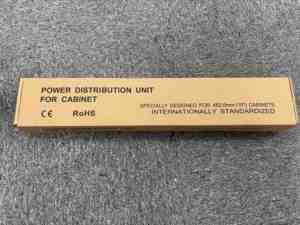 POWER DISTRIBUTION UNIT
FOR CABINET
SPECIALLY DESIGNED FOR 482.6mm (19") CABINETS
CE RoHS
INTERNATIONALLY STANDARDIZED